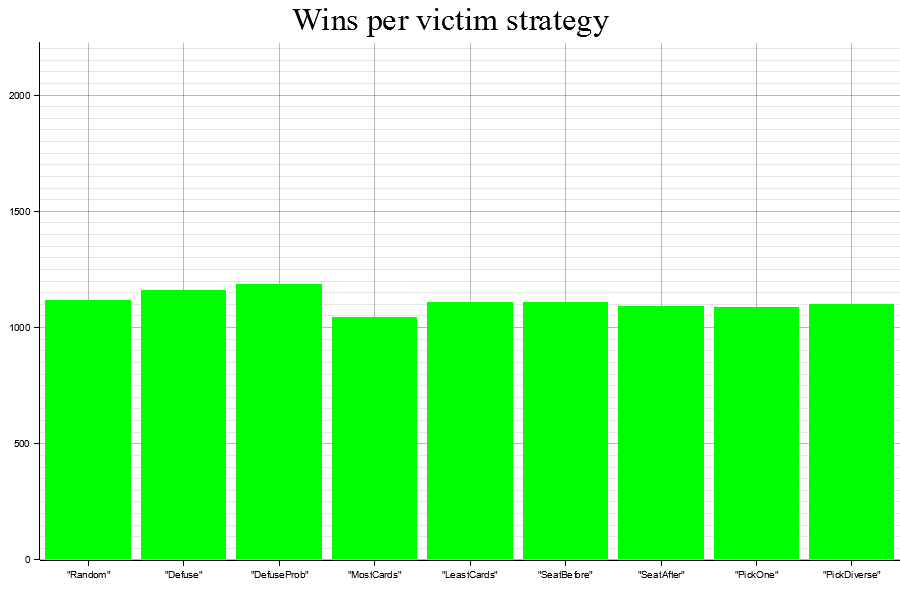 Wins per victim strategy
2000
1500
1000
500
0
"Random" "Defuse" "DefuseProb" "MostCards" "LeastCards" "SeatBefore" "SeatAfter" "PickOne" "PickDiverse"